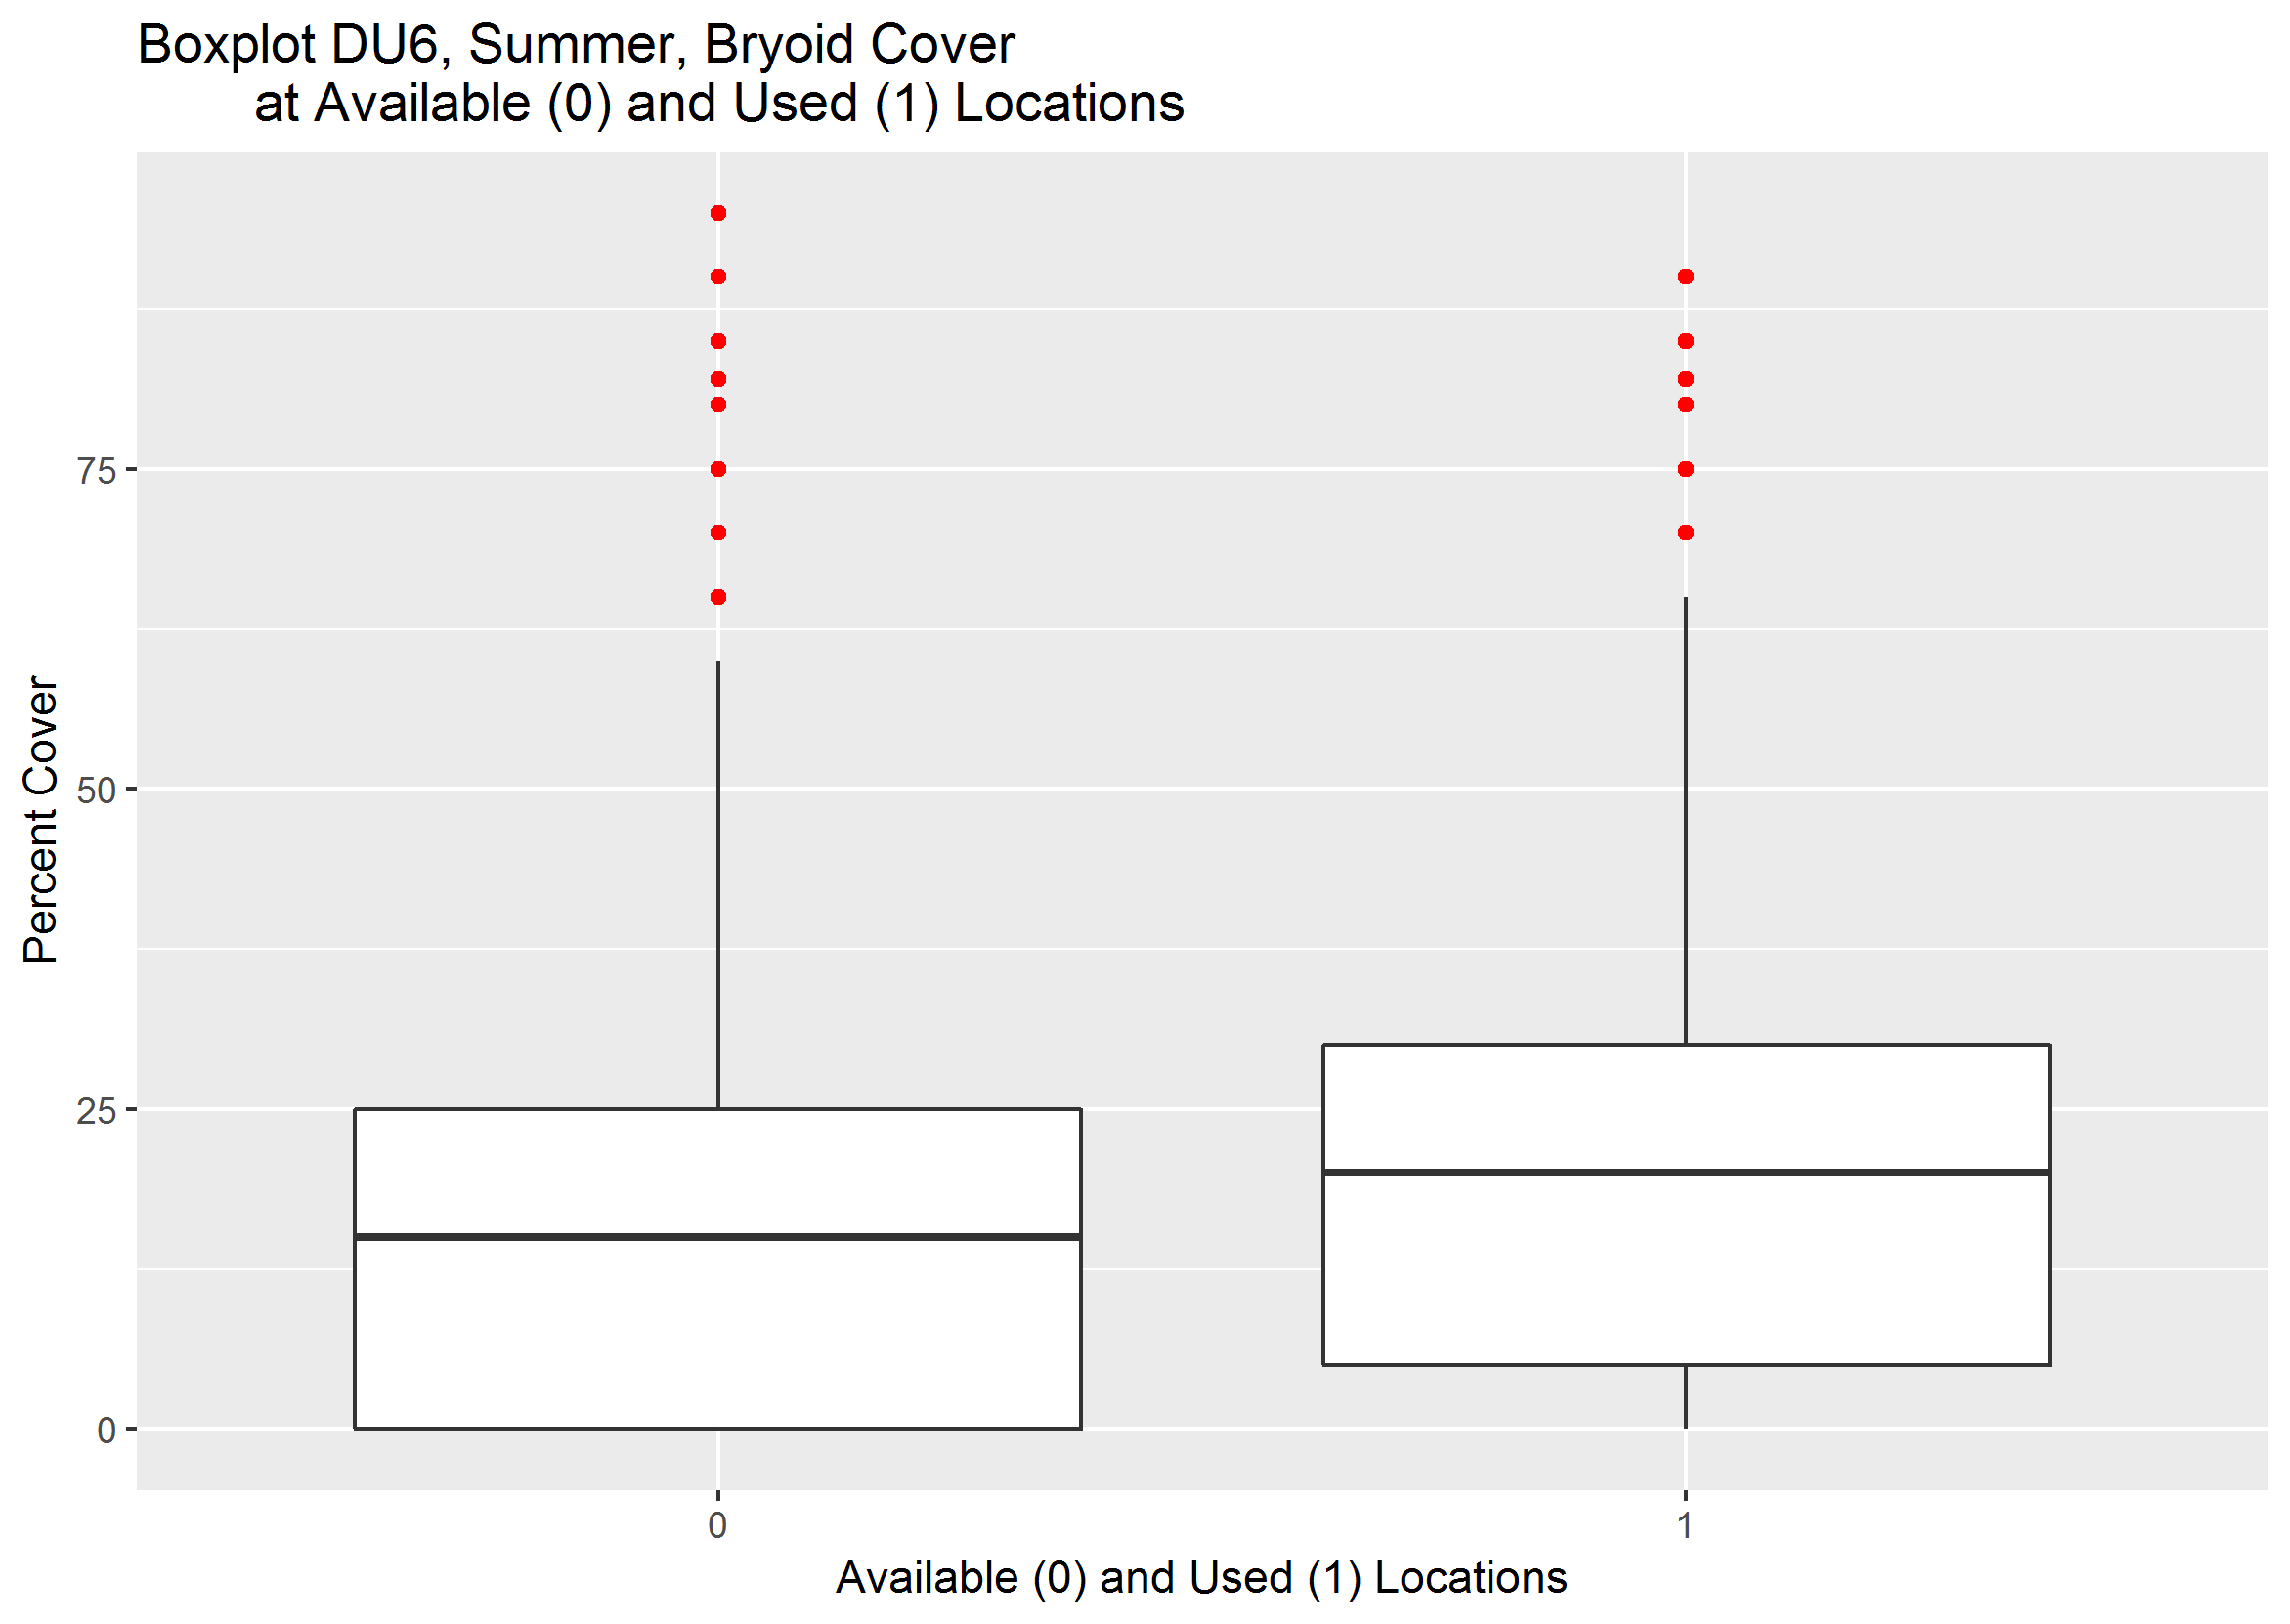 Boxplot DU6, Summer, Bryoid Cover
at Available (0) and Used (1) Locations
Percent Cover
75
50
25
0
0 1
Available (0) and Used (1) Locations